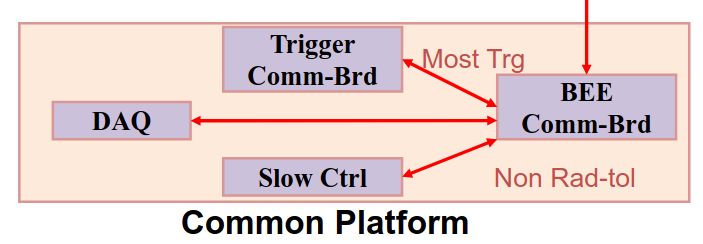 Trigger
Comm-Brd
Most Trg
BEE
Comm-Brd
DAQ
Slow Ctrl
Non Rad-tol
Common Platform